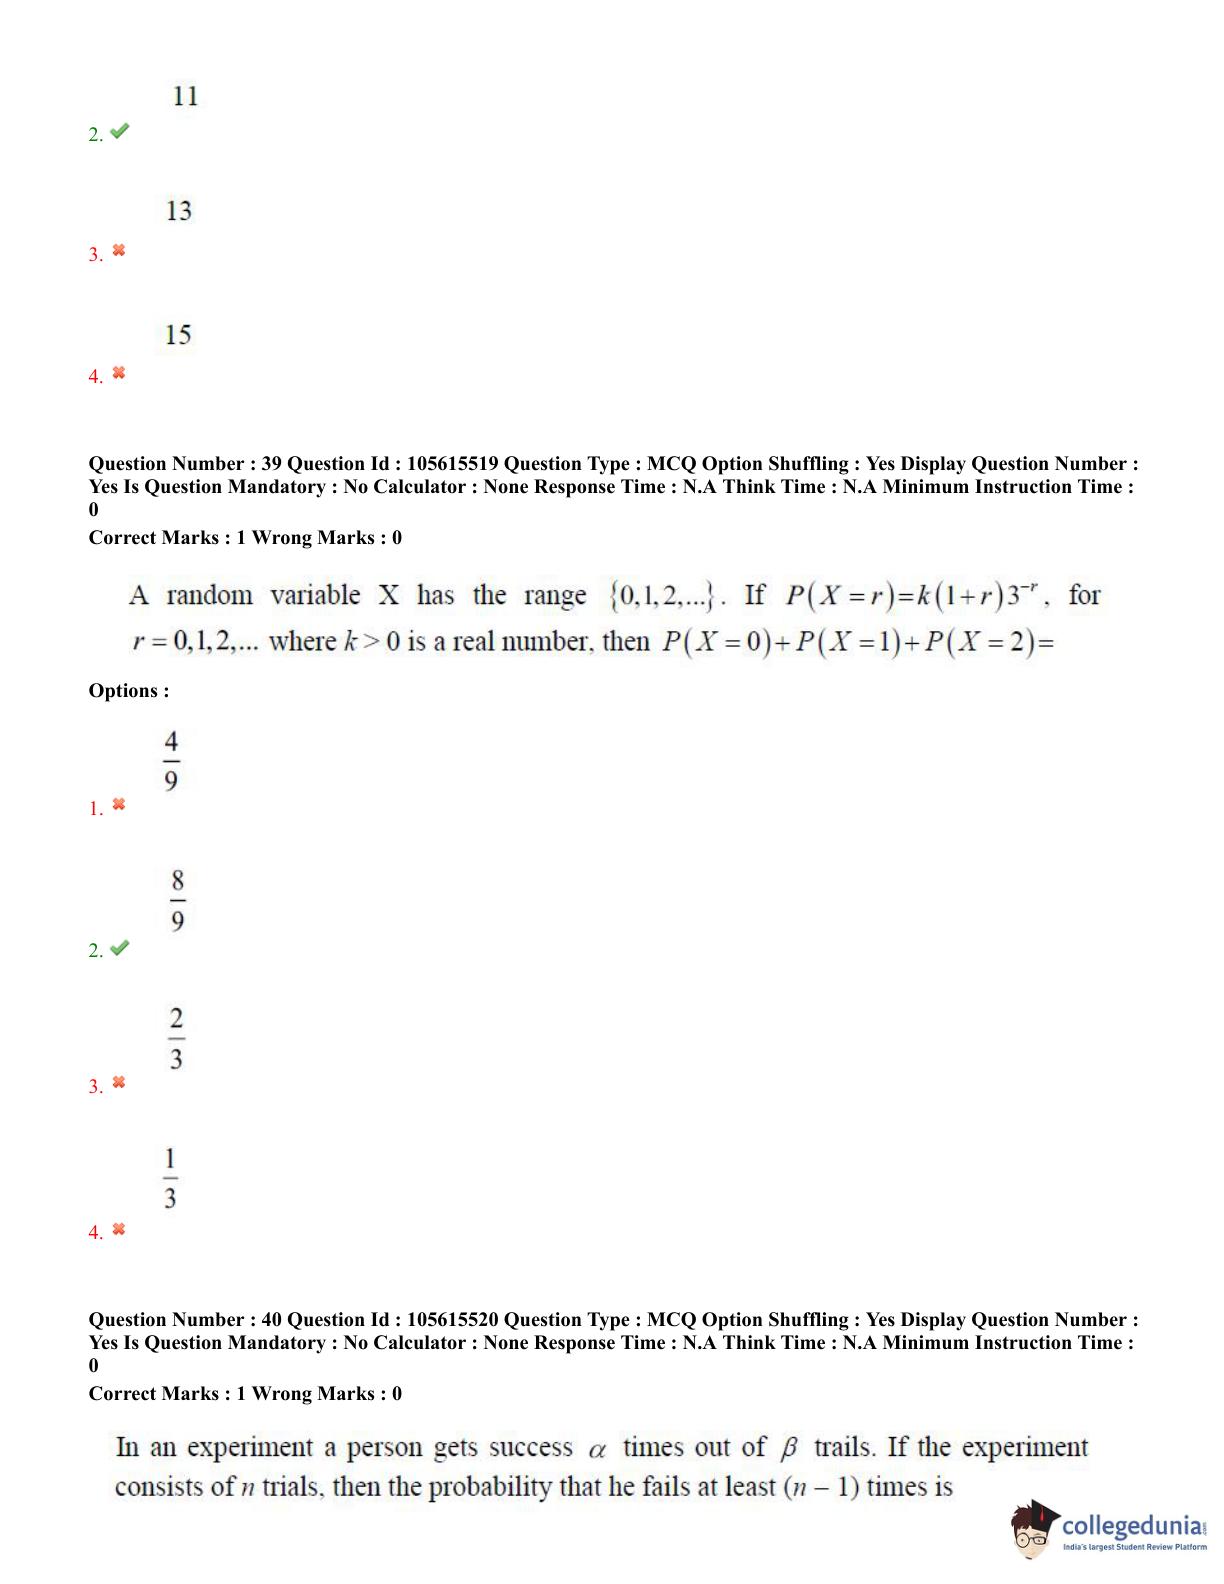 11
2.
13
3.
15
4.
Question Number : 39 Question Id : 105615519 Question Type : MCQ Option Shuffling : Yes Display Question Number :
Yes Is Question Mandatory : No Calculator : None Response Time : N.A Think Time : N.A Minimum Instruction Time :
0
Correct Marks : 1 Wrong Marks : 0
A random variable X has the range {0,1,2,...}. If P(X=r)=k(1+r)3⁻ʳ, for
r = 0,1,2,... where k > 0 is a real number, then P(X=0)+P(X=1)+P(X=2)=
Options :
4/9
1.
8/9
2.
2/3
3.
1/3
4.
Question Number : 40 Question Id : 105615520 Question Type : MCQ Option Shuffling : Yes Display Question Number :
Yes Is Question Mandatory : No Calculator : None Response Time : N.A Think Time : N.A Minimum Instruction Time :
0
Correct Marks : 1 Wrong Marks : 0
In an experiment a person gets success α times out of β trails. If the experiment
consists of n trials, then the probability that he fails at least (n − 1) times is
collegedunia.com
India's largest Student Review Platform